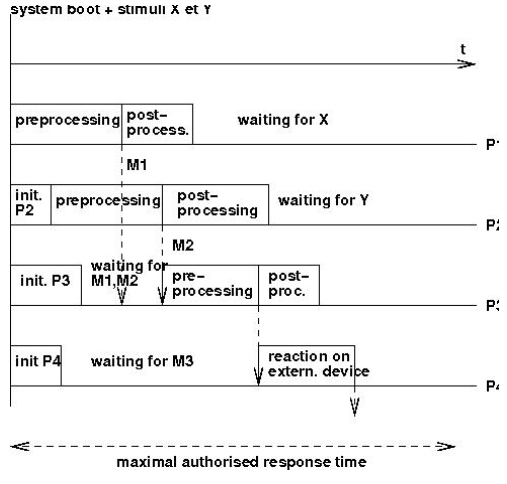 system boot + stimuli X et Y
t
preprocessing
post-
process.
waiting for X
P1
M1
init.
P2
preprocessing
post-
processing
waiting for Y
P2
M2
init. P3
waiting for
M1,M2
pre-
processing
post-
proc.
P3
init P4
waiting for M3
reaction on
extern. device
P4
maximal authorised response time